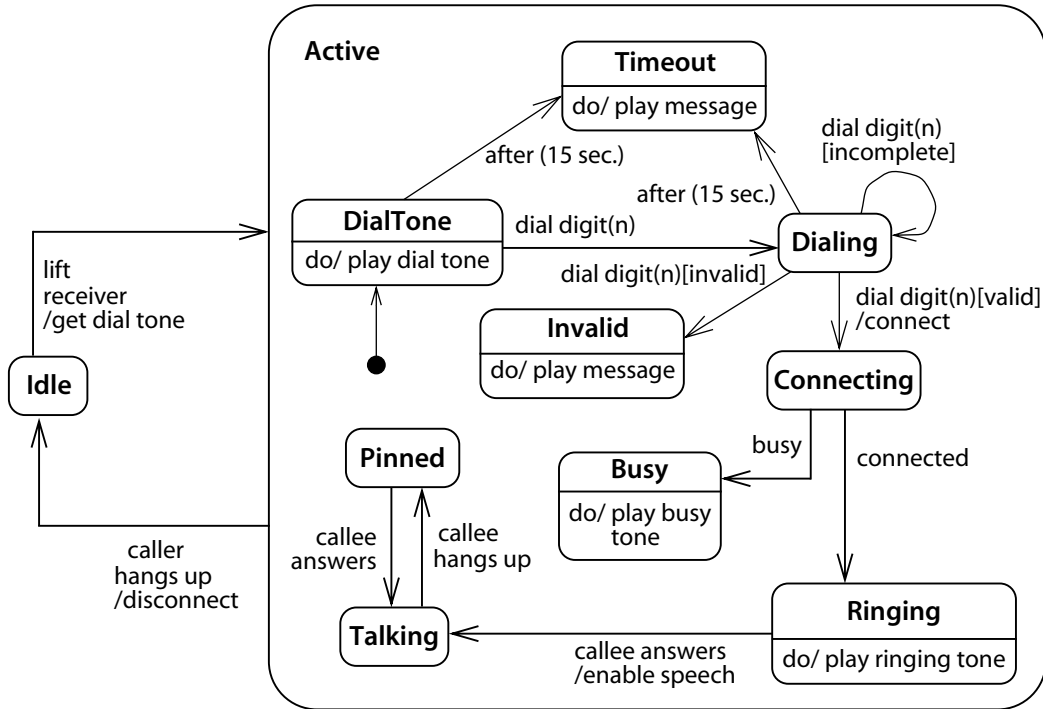 Active
Timeout
do/ play message
dial digit(n)
[incomplete]
after (15 sec.)
after (15 sec.)
DialTone
do/ play dial tone
dial digit(n)
Dialing
lift
receiver
/get dial tone
dial digit(n)[invalid]
dial digit(n)[valid]
/connect
Invalid
do/ play message
Idle
Connecting
Pinned
busy
connected
Busy
do/ play busy
tone
callee
answers
callee
hangs up
caller
hangs up
/disconnect
Talking
Ringing
do/ play ringing tone
callee answers
/enable speech